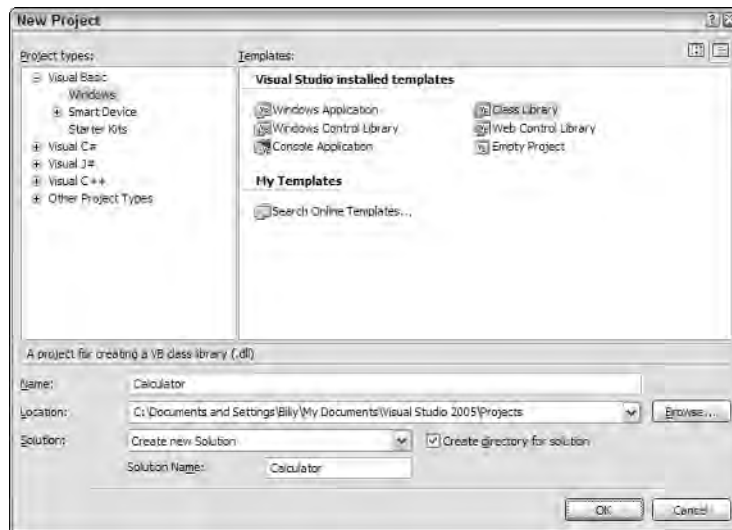 New Project
Project types:
Visual Basic
Windows
Smart Device
Starter Kits
Visual C#
Visual J#
Visual C++
Other Project Types
Templates:
Visual Studio installed templates
Windows Application
Windows Control Library
Console Application
Class Library
Web Control Library
Empty Project
My Templates
Search Online Templates...
A project for creating a VB class library (.dll)
Name: Calculator
Location: C:\Documents and Settings\Billy\My Documents\Visual Studio 2005\Projects Browse...
Solution: Create new Solution Create directory for solution
Solution Name: Calculator
OK Cancel